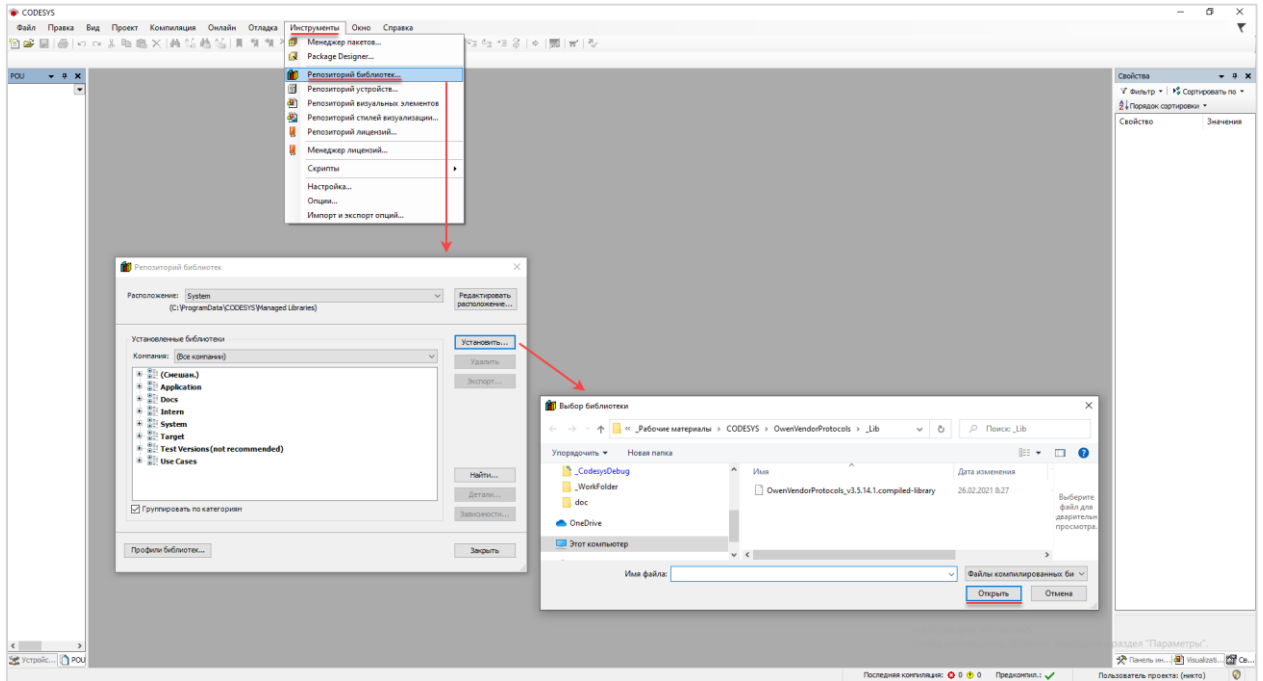 CODESYS
Файл Правка Вид Проект Компиляция Онлайн Отладка Инструменты Окно Справка
Менеджер пакетов...
Package Designer...
Репозиторий библиотек...
Репозиторий устройств...
Репозиторий визуальных элементов
Репозиторий стилей визуализации...
Репозиторий лицензий...
Менеджер лицензий...
Скрипты
Настройка...
Опции...
Импорт и экспорт опций...
POU
Свойства
Фильтр
Сортировать по
Порядок сортировки
Свойство Значения
Репозиторий библиотек
Расположение: System
(C:\ProgramData\CODESYS\Managed Libraries)
Редактировать расположение...
Установленные библиотеки
Компания: (Все компании)
(Смешан.)
Application
Docs
Intern
System
Target
Test Versions (not recommended)
Use Cases
Группировать по категориям
Установить...
Удалить
Экспорт...
Найти...
Детали...
Зависимости...
Профили библиотек...
Закрыть
Выбор библиотеки
« _Рабочие материалы › CODESYS › OwenVendorProtocols › _Lib
Поиск: _Lib
Упорядочить Новая папка
_CodesysDebug
_WorkFolder
doc
OneDrive
Этот компьютер
Имя Дата изменения
OwenVendorProtocols_v3.5.14.1.compiled-library 26.02.2021 8:27
Выберите
файл для
дварительн
просмотра.
Имя файла:
Файлы компилированных би
Открыть Отмена
раздел "Параметры".
Устройс... POU
Панель ин... Visualizati... Св...
Последняя компиляция: 0 0 Предкомпил.: Пользователь проекта: (никто)